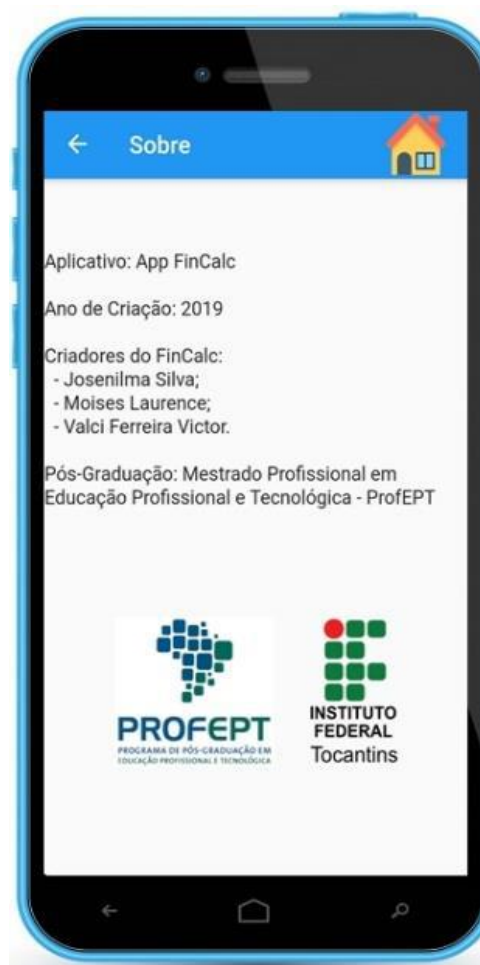 Sobre
Aplicativo: App FinCalc
Ano de Criação: 2019
Criadores do FinCalc:
- Josenilma Silva;
- Moises Laurence;
- Valci Ferreira Victor.
Pós-Graduação: Mestrado Profissional em
Educação Profissional e Tecnológica - ProfEPT
PROFEPT
PROGRAMA DE PÓS-GRADUAÇÃO EM
EDUCAÇÃO PROFISSIONAL E TECNOLÓGICA
INSTITUTO
FEDERAL
Tocantins